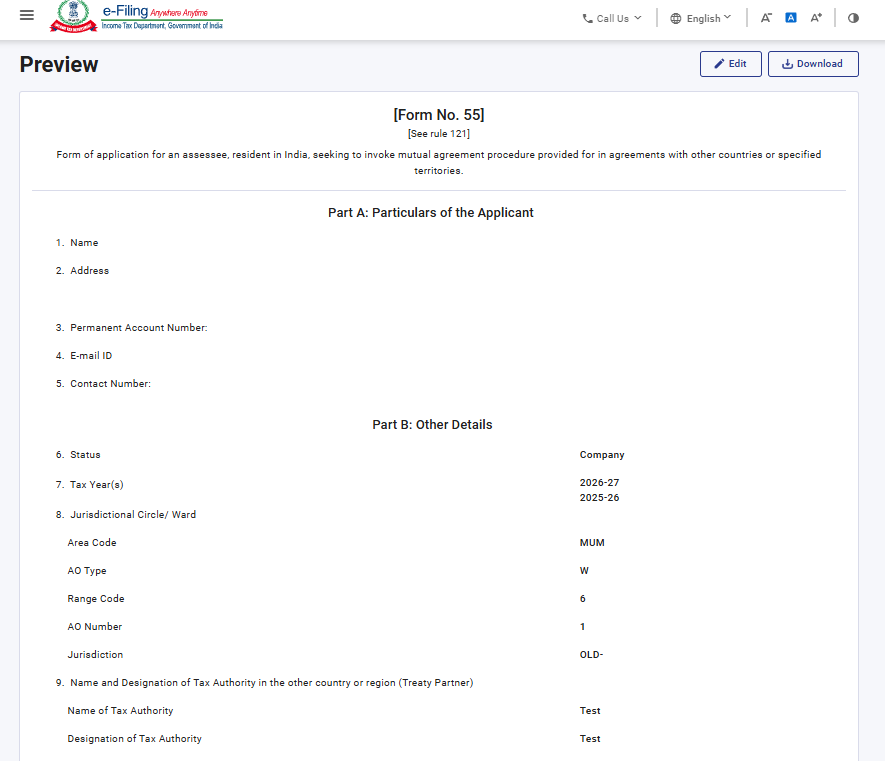 e-Filing Anywhere Anytime
Income Tax Department, Government of India
Call Us
English
A-
A
A+
Preview
Edit
Download
[Form No. 55]
[See rule 121]
Form of application for an assessee, resident in India, seeking to invoke mutual agreement procedure provided for in agreements with other countries or specified
territories.
Part A: Particulars of the Applicant
1. Name
2. Address
3. Permanent Account Number:
4. E-mail ID
5. Contact Number:
Part B: Other Details
6. Status Company
7. Tax Year(s) 2026-27
2025-26
8. Jurisdictional Circle/ Ward
Area Code MUM
AO Type W
Range Code 6
AO Number 1
Jurisdiction OLD-
9. Name and Designation of Tax Authority in the other country or region (Treaty Partner)
Name of Tax Authority Test
Designation of Tax Authority Test